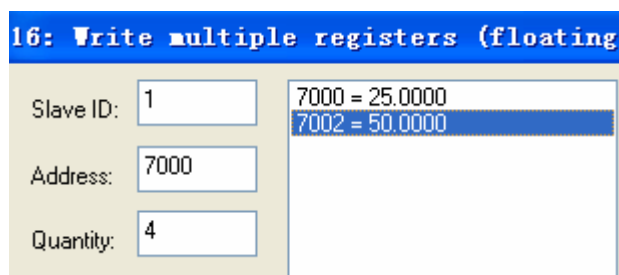 16: Write multiple registers (floating
Slave ID: 1
Address: 7000
Quantity: 4
7000 = 25.0000
7002 = 50.0000